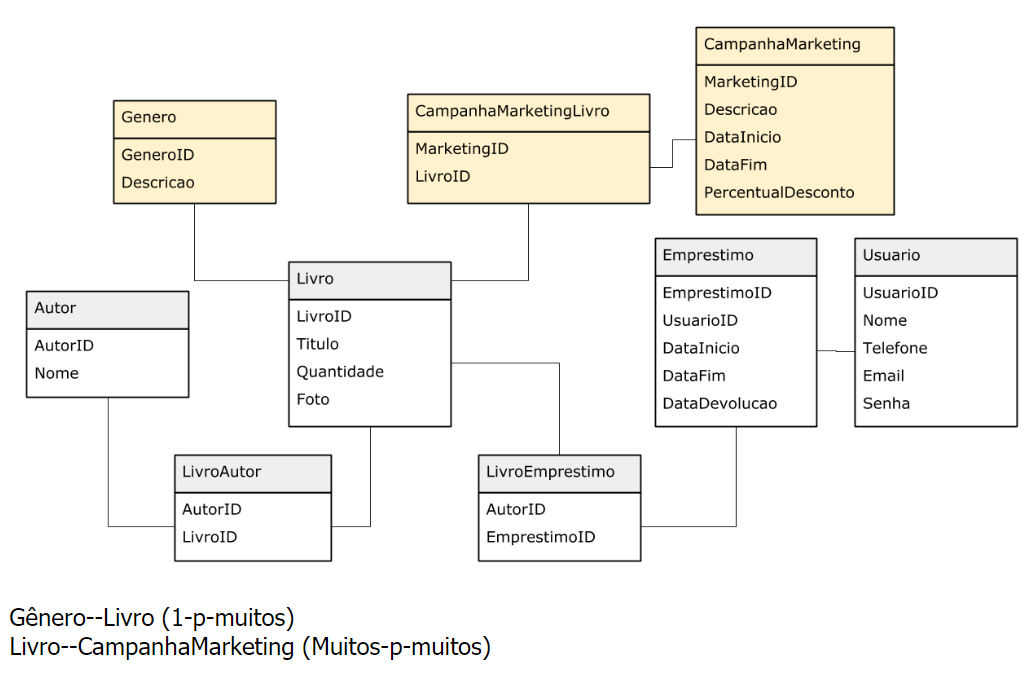 CampanhaMarketing
MarketingID
Descricao
DataInicio
DataFim
PercentualDesconto
Genero
GeneroID
Descricao
CampanhaMarketingLivro
MarketingID
LivroID
Livro
LivroID
Titulo
Quantidade
Foto
Emprestimo
EmprestimoID
UsuarioID
DataInicio
DataFim
DataDevolucao
Usuario
UsuarioID
Nome
Telefone
Email
Senha
Autor
AutorID
Nome
LivroAutor
AutorID
LivroID
LivroEmprestimo
AutorID
EmprestimoID
Gênero--Livro (1-p-muitos)
Livro--CampanhaMarketing (Muitos-p-muitos)